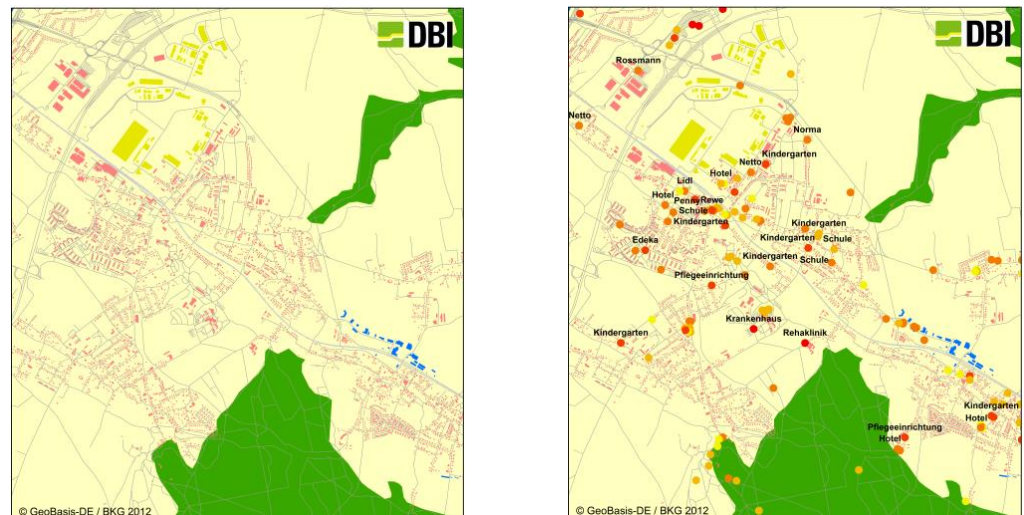 DBI
© GeoBasis-DE / BKG 2012
DBI
Rossmann
Netto
Norma
Kindergarten
Netto
Hotel
Lidl
Hotel
Penny Rewe
Schule
Kindergarten
Kindergarten
Edeka
Kindergarten
Schule
Kindergarten
Schule
Pflegeeinrichtung
Krankenhaus
Kindergarten
Rehaklinik
Kindergarten
Hotel
Pflegeeinrichtung
Hotel
© GeoBasis-DE / BKG 2012